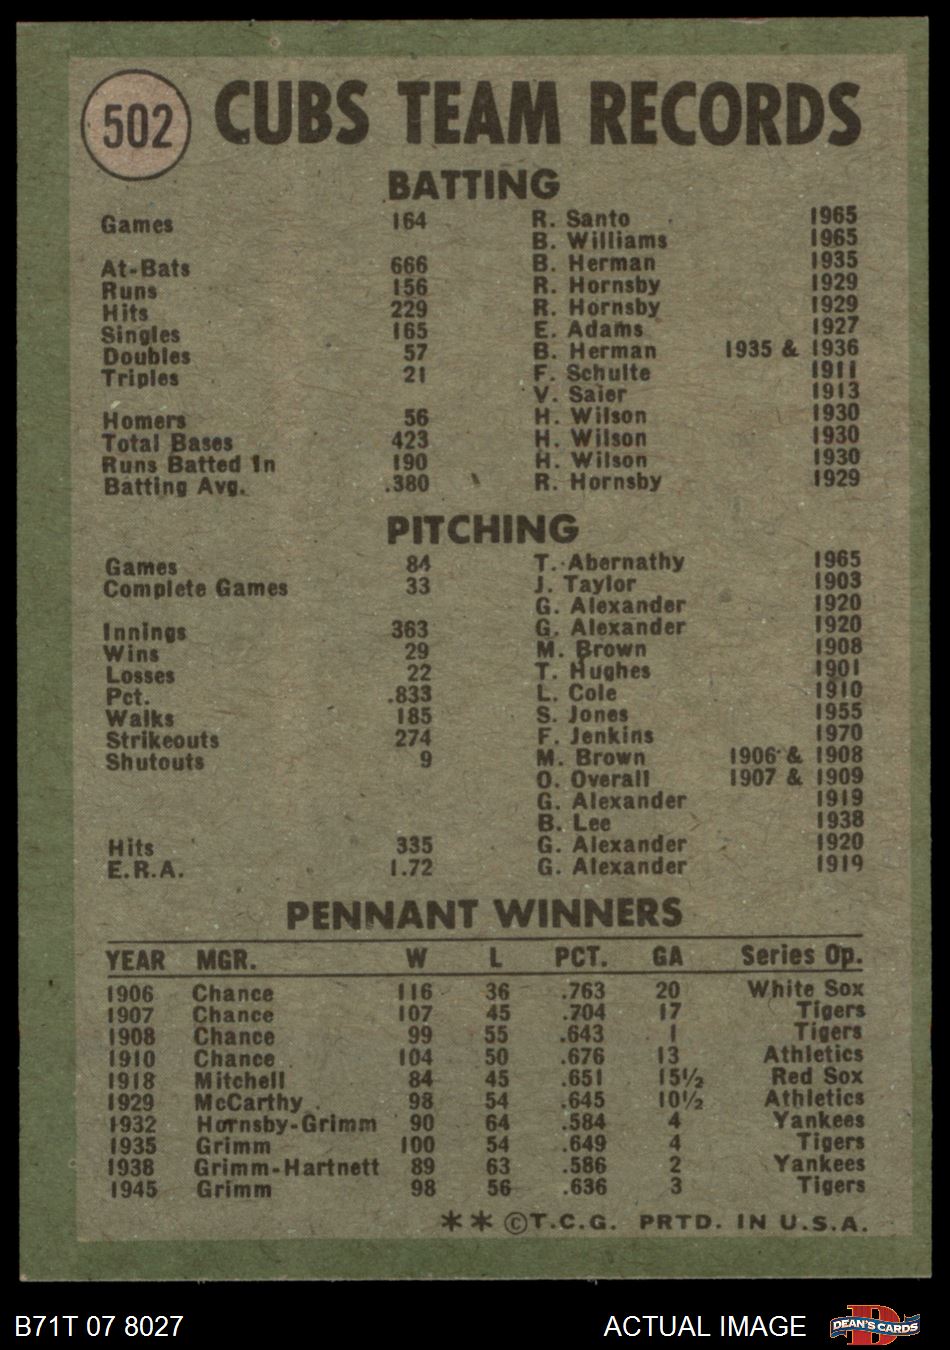 502 CUBS TEAM RECORDS
BATTING
Games 164 R. Santo 1965
B. Williams 1965
At-Bats 666 B. Herman 1935
Runs 156 R. Hornsby 1929
Hits 229 R. Hornsby 1929
Singles 165 E. Adams 1927
Doubles 57 B. Herman 1935 & 1936
Triples 21 F. Schulte 1911
V. Saier 1913
Homers 56 H. Wilson 1930
Total Bases 423 H. Wilson 1930
Runs Batted In 190 H. Wilson 1930
Batting Avg. .380 R. Hornsby 1929
PITCHING
Games 84 T. Abernathy 1965
Complete Games 33 J. Taylor 1903
G. Alexander 1920
Innings 363 G. Alexander 1920
Wins 29 M. Brown 1908
Losses 22 T. Hughes 1901
Pct. .833 L. Cole 1910
Walks 185 S. Jones 1955
Strikeouts 274 F. Jenkins 1970
Shutouts 9 M. Brown 1906 & 1908
O. Overall 1907 & 1909
G. Alexander 1919
B. Lee 1938
Hits 335 G. Alexander 1920
E.R.A. 1.72 G. Alexander 1919
PENNANT WINNERS
YEAR MGR. W L PCT. GA Series Op.
1906 Chance 116 36 .763 20 White Sox
1907 Chance 107 45 .704 17 Tigers
1908 Chance 99 55 .643 1 Tigers
1910 Chance 104 50 .676 13 Athletics
1918 Mitchell 84 45 .651 15½ Red Sox
1929 McCarthy 98 54 .645 10½ Athletics
1932 Hornsby-Grimm 90 64 .584 4 Yankees
1935 Grimm 100 54 .649 4 Tigers
1938 Grimm-Hartnett 89 63 .586 2 Yankees
1945 Grimm 98 56 .636 3 Tigers
**©T.C.G. PRTD. IN U.S.A.
B71T 07 8027 ACTUAL IMAGE DEAN'S CARDS